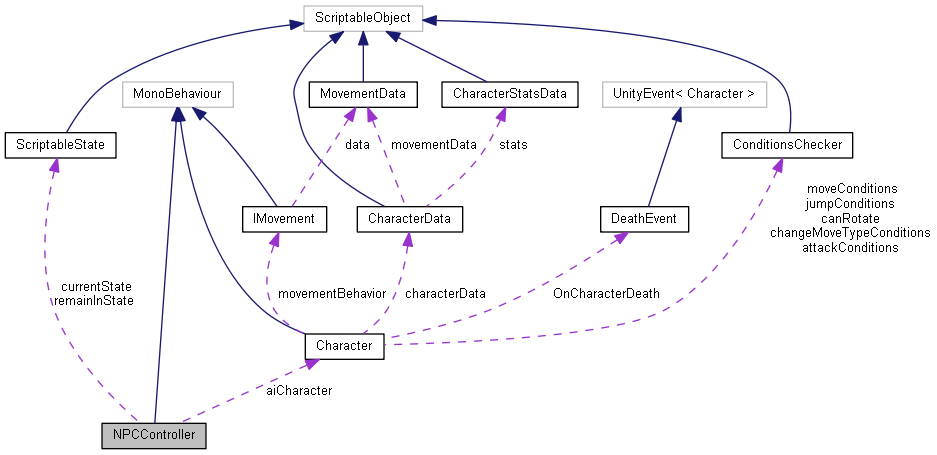 ScriptableObject
MonoBehaviour
MovementData
CharacterStatsData
UnityEvent< Character >
ScriptableState
data
movementData
stats
ConditionsChecker
IMovement
CharacterData
DeathEvent
moveConditions
jumpConditions
canRotate
changeMoveTypeConditions
attackConditions
currentState
remainInState
movementBehavior
characterData
OnCharacterDeath
Character
aiCharacter
NPCController